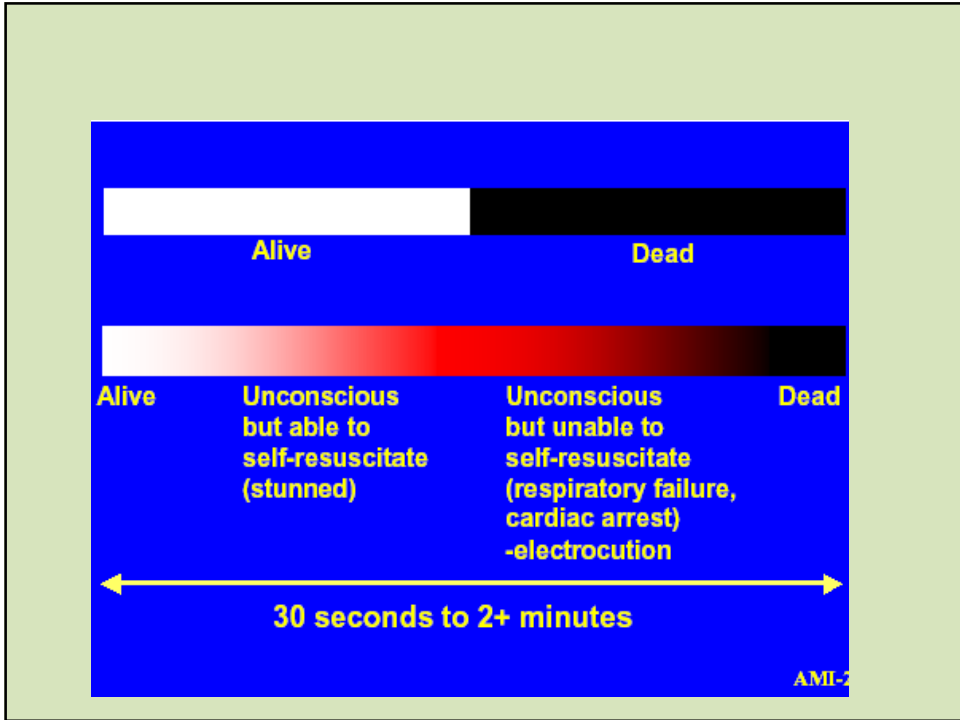 Alive
Dead
Alive
Unconscious
but able to
self-resuscitate
(stunned)
Unconscious
but unable to
self-resuscitate
(respiratory failure,
cardiac arrest)
-electrocution
Dead
30 seconds to 2+ minutes
AMI-2